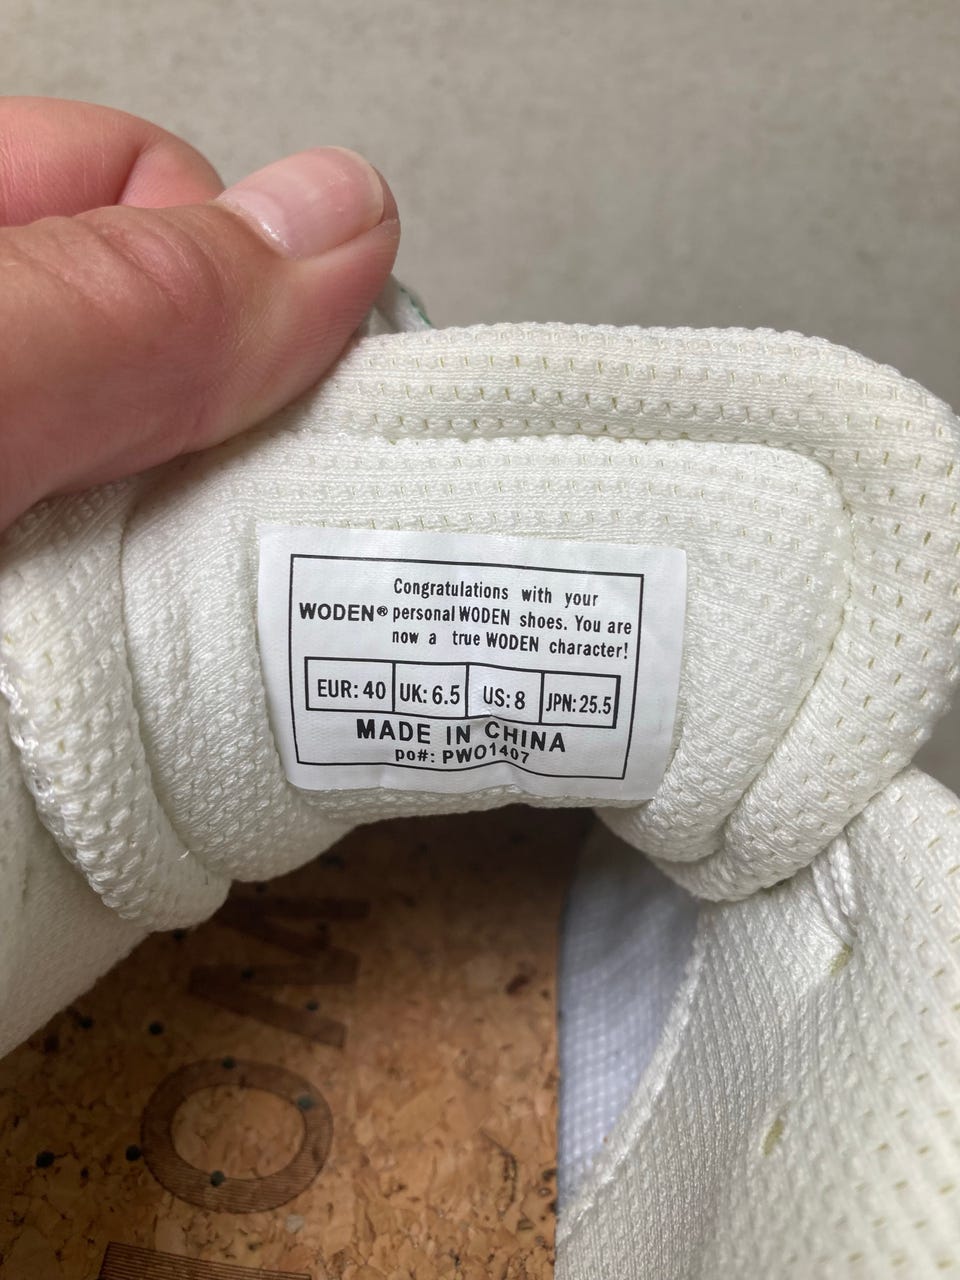 Congratulations with your
WODEN® personal WODEN shoes. You are
now a true WODEN character!
EUR: 40 UK: 6.5 US: 8 JPN: 25.5
MADE IN CHINA
po#: PWO1407
WO